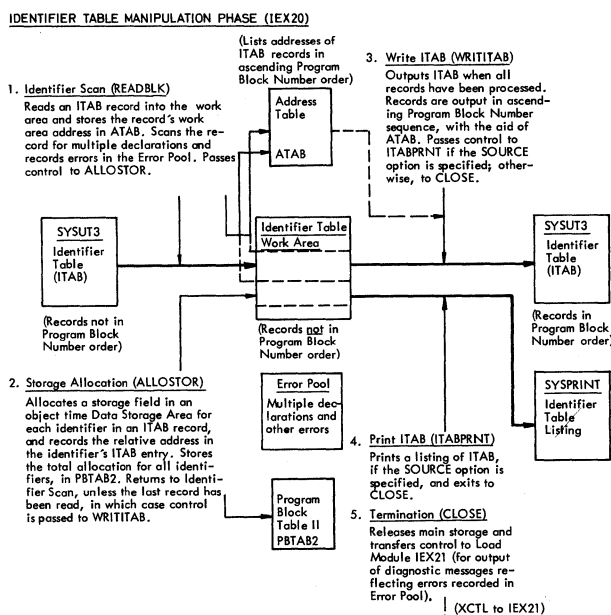 IDENTIFIER TABLE MANIPULATION PHASE (IEX20)
(Lists addresses of
ITAB records in
ascending Program
Block Number order)
Address
Table
ATAB
1. Identifier Scan (READBLK)
Reads an ITAB record into the work
area and stores the record's work
area address in ATAB. Scans the re-
cord for multiple declarations and
records errors in the Error Pool. Passes
control to ALLOSTOR.
3. Write ITAB (WRITITAB)
Outputs ITAB when all
records have been processed.
Records are output in ascend-
ing Program Block Number
sequence, with the aid of
ATAB. Passes control to
ITABPRNT if the SOURCE
option is specified; other-
wise, to CLOSE.
SYSUT3
Identifier
Table
(ITAB)
(Records not in
Program Block
Number order)
Identifier Table
Work Area
(Records not in
Program Block
Number order)
SYSUT3
Identifier
Table
(ITAB)
(Records in
Program Block
Number order)
2. Storage Allocation (ALLOSTOR)
Allocates a storage field in an
object time Data Storage Area for
each identifier in an ITAB record,
and records the relative address in
the identifier's ITAB entry. Stores
the total allocation for all identi-
fiers, in PBTAB2. Returns to Identi-
fier Scan, unless the last record has
been read, in which case control
is passed to WRITITAB.
Error Pool
Multiple dec-
larations and
other errors
Program
Block
Table II
PBTAB2
SYSPRINT
Identifier
Table
Listing
4. Print ITAB (ITABPRNT)
Prints a listing of ITAB,
if the SOURCE option is
specified, and exits to
CLOSE.
5. Termination (CLOSE)
Releases main storage and
transfers control to Load
Module IEX21 (for output
of diagnostic messages re-
flecting errors recorded in
Error Pool).
(XCTL to IEX21)